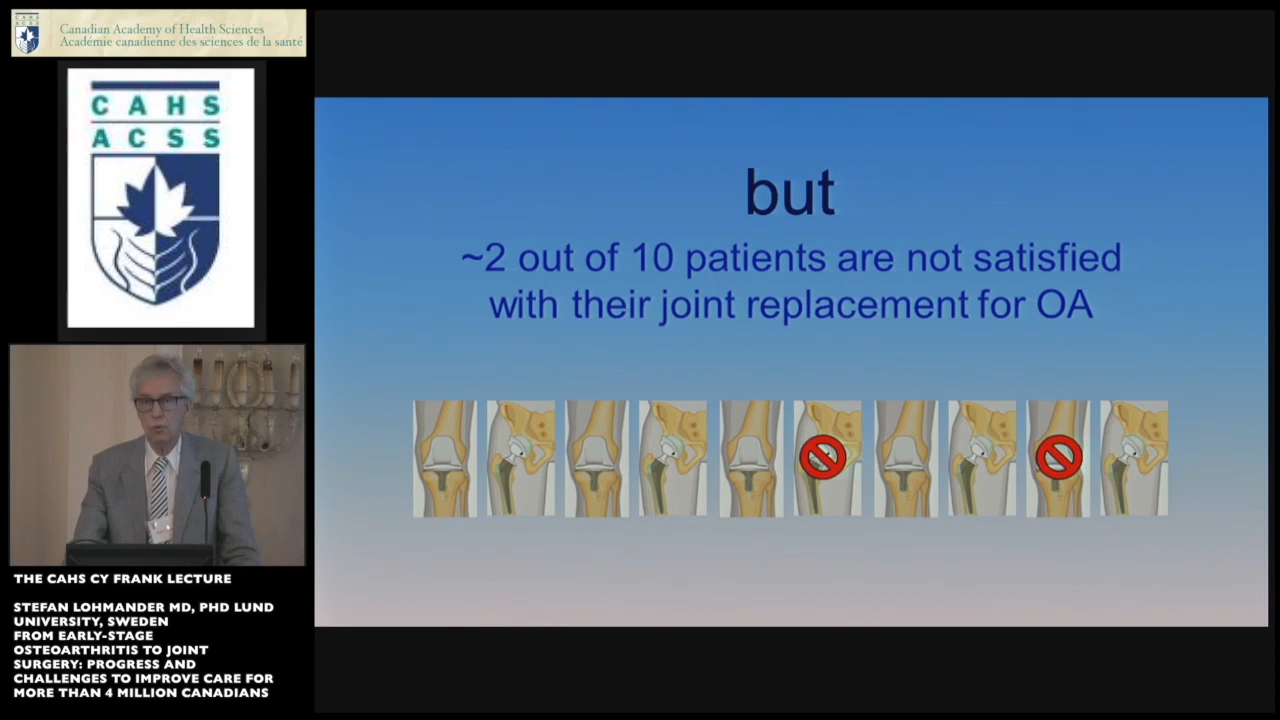 Canadian Academy of Health Sciences
Académie canadienne des sciences de la santé
CAHS
ACSS
but
~2 out of 10 patients are not satisfied
with their joint replacement for OA
THE CAHS CY FRANK LECTURE
STEFAN LOHMANDER MD, PHD LUND
UNIVERSITY, SWEDEN
FROM EARLY-STAGE
OSTEOARTHRITIS TO JOINT
SURGERY: PROGRESS AND
CHALLENGES TO IMPROVE CARE FOR
MORE THAN 4 MILLION CANADIANS